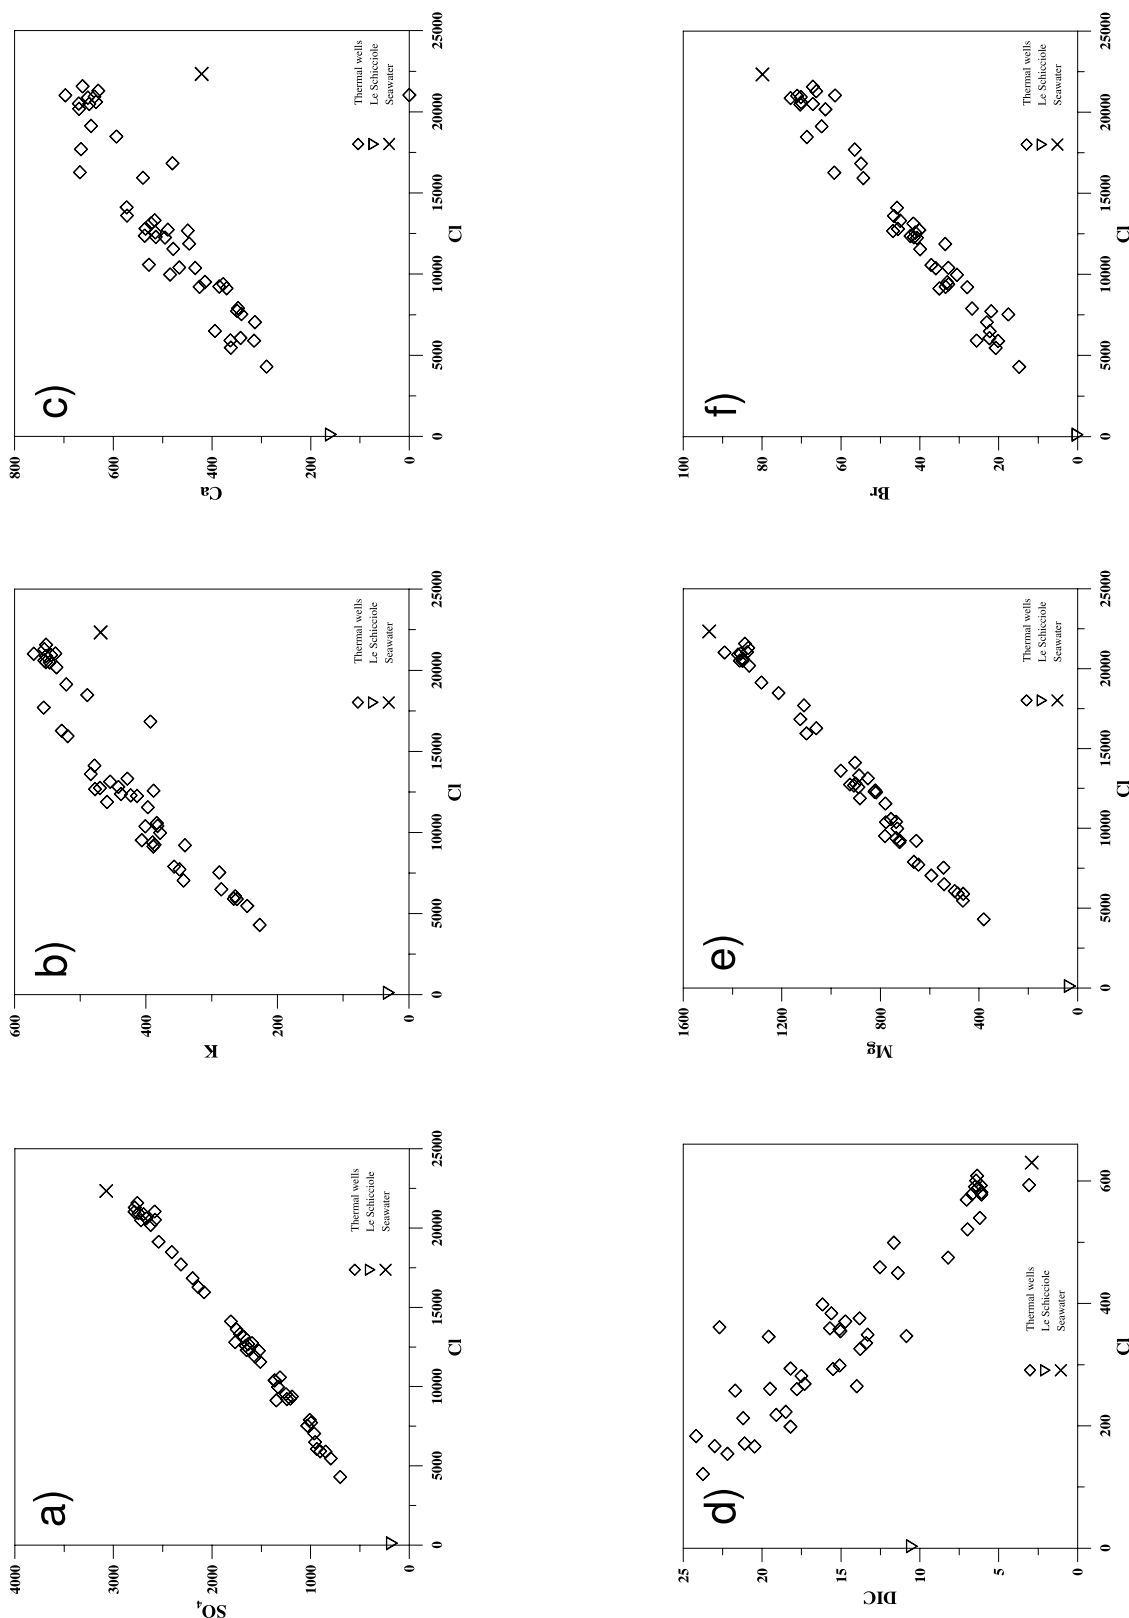 a)
SO4
4000
3000
2000
1000
0
0
5000
10000
15000
20000
25000
Cl
Thermal wells
Le Schicciole
Seawater
b)
K
600
400
200
0
0
5000
10000
15000
20000
25000
Cl
Thermal wells
Le Schicciole
Seawater
c)
Ca
800
600
400
200
0
0
5000
10000
15000
20000
25000
Cl
Thermal wells
Le Schicciole
Seawater
d)
DIC
25
20
15
10
5
0
0
200
400
600
Cl
Thermal wells
Le Schicciole
Seawater
e)
Mg
1600
1200
800
400
0
0
5000
10000
15000
20000
25000
Cl
Thermal wells
Le Schicciole
Seawater
f)
Br
100
80
60
40
20
0
0
5000
10000
15000
20000
25000
Cl
Thermal wells
Le Schicciole
Seawater